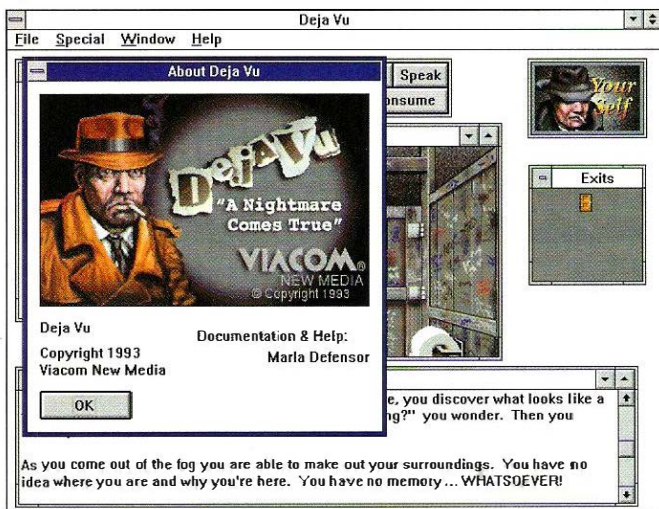 Deja Vu
File Special Window Help
About Deja Vu
Speak
onsume
Your
Self
Exits
Deja Vu
"A Nightmare
Comes True"
VIACOM®
NEW MEDIA
© Copyright 1993
Deja Vu
Documentation & Help:
Copyright 1993
Marla Defensor
Viacom New Media
OK
e, you discover what looks like a
ng?" you wonder. Then you
As you come out of the fog you are able to make out your surroundings. You have no
idea where you are and why you're here. You have no memory ... WHATSOEVER!